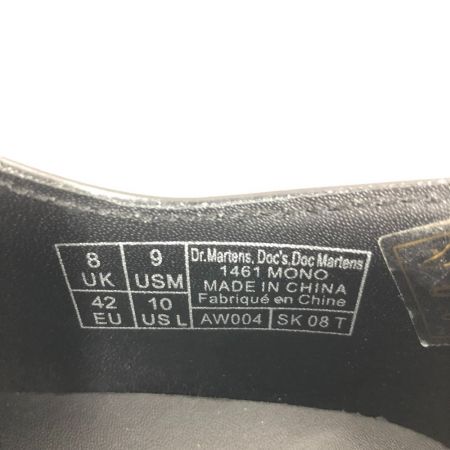 8 UK
9 USM
42 EU
10 US L
Dr.Martens, Doc's, Doc Martens
1461 MONO
MADE IN CHINA
Fabriqué en Chine
AW004
SK 08 T